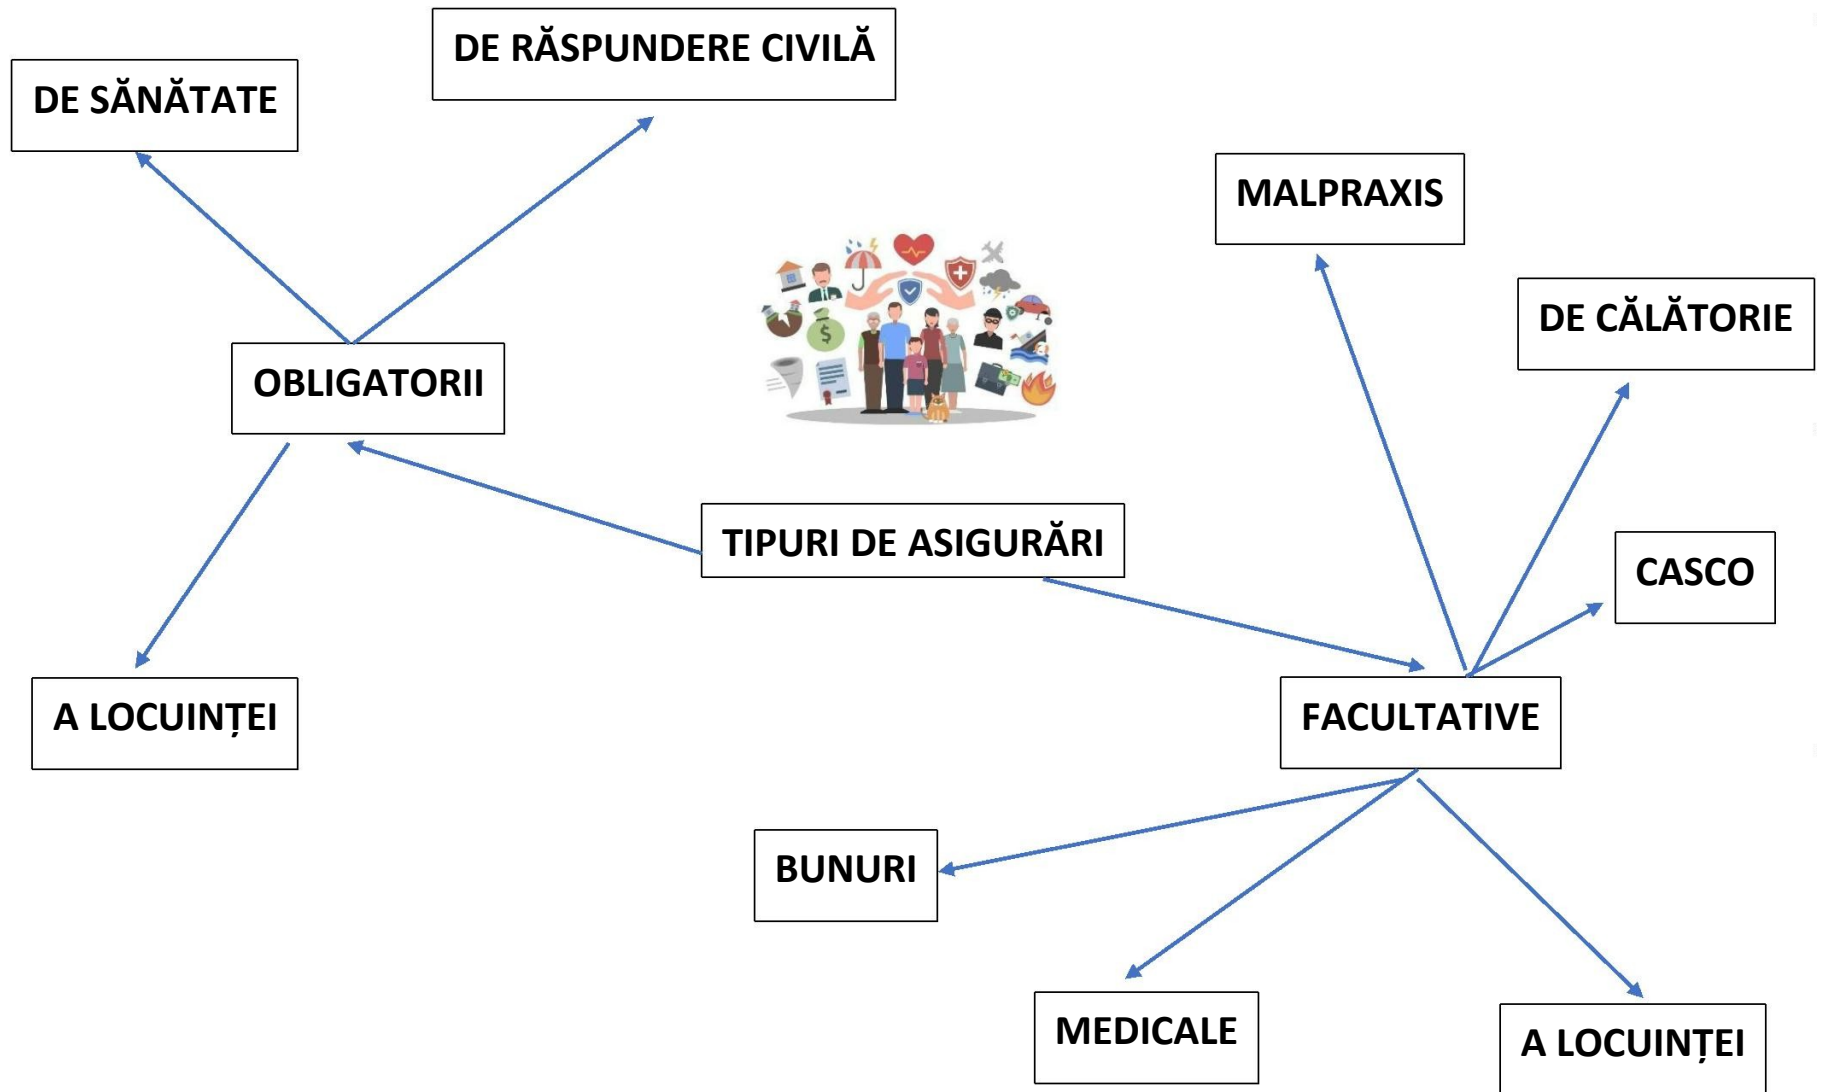 DE RĂSPUNDERE CIVILĂ
DE SĂNĂTATE
MALPRAXIS
DE CĂLĂTORIE
OBLIGATORII
TIPURI DE ASIGURĂRI
CASCO
A LOCUINȚEI
FACULTATIVE
BUNURI
MEDICALE
A LOCUINȚEI